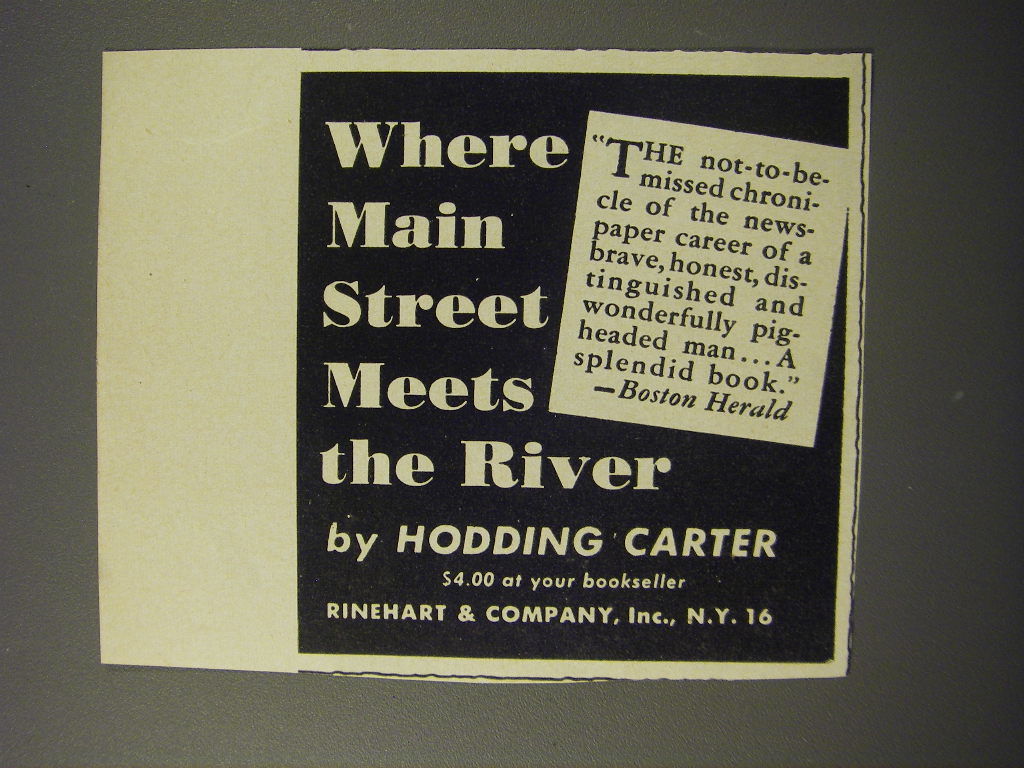 Where
Main
Street
Meets
the River
"THE not-to-be-
missed chroni-
cle of the news-
paper career of a
brave, honest, dis-
tinguished and
wonderfully pig-
headed man... A
splendid book."
—Boston Herald
by HODDING CARTER
$4.00 at your bookseller
RINEHART & COMPANY, Inc., N.Y. 16